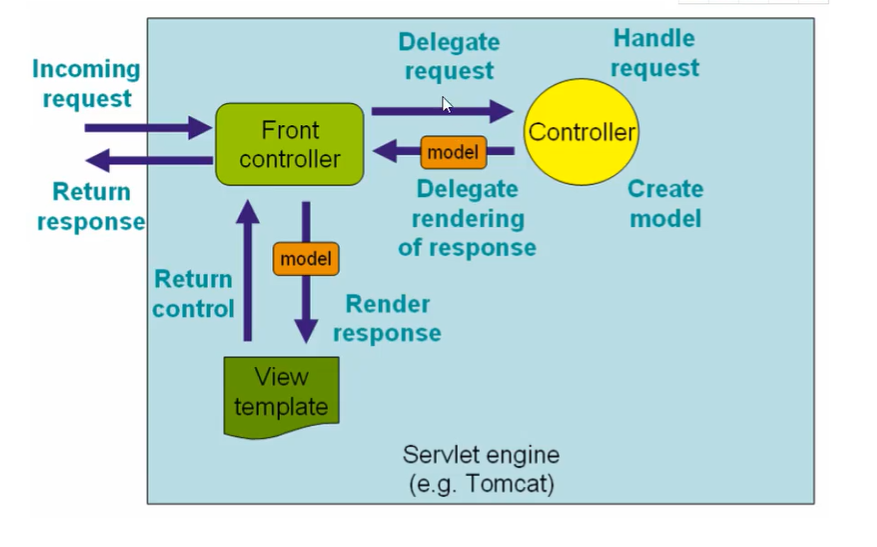 Incoming
request
Return
response
Front
controller
Delegate
request
Handle
request
Controller
model
Delegate
rendering
of response
Create
model
Return
control
model
Render
response
View
template
Servlet engine
(e.g. Tomcat)